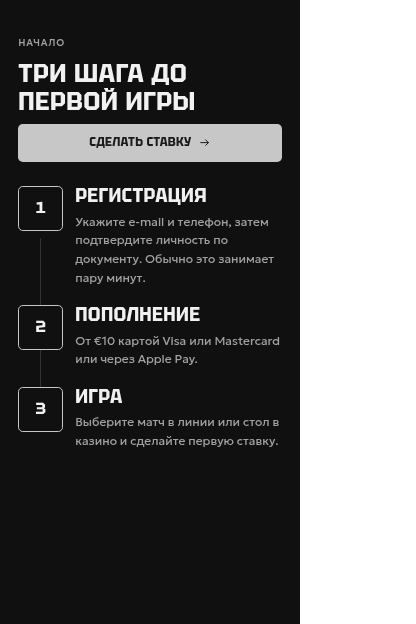 НАЧАЛО
ТРИ ШАГА ДО
ПЕРВОЙ ИГРЫ
СДЕЛАТЬ СТАВКУ →
1
РЕГИСТРАЦИЯ
Укажите e-mail и телефон, затем
подтвердите личность по
документу. Обычно это занимает
пару минут.
2
ПОПОЛНЕНИЕ
От €10 картой Visa или Mastercard
или через Apple Pay.
3
ИГРА
Выберите матч в линии или стол в
казино и сделайте первую ставку.